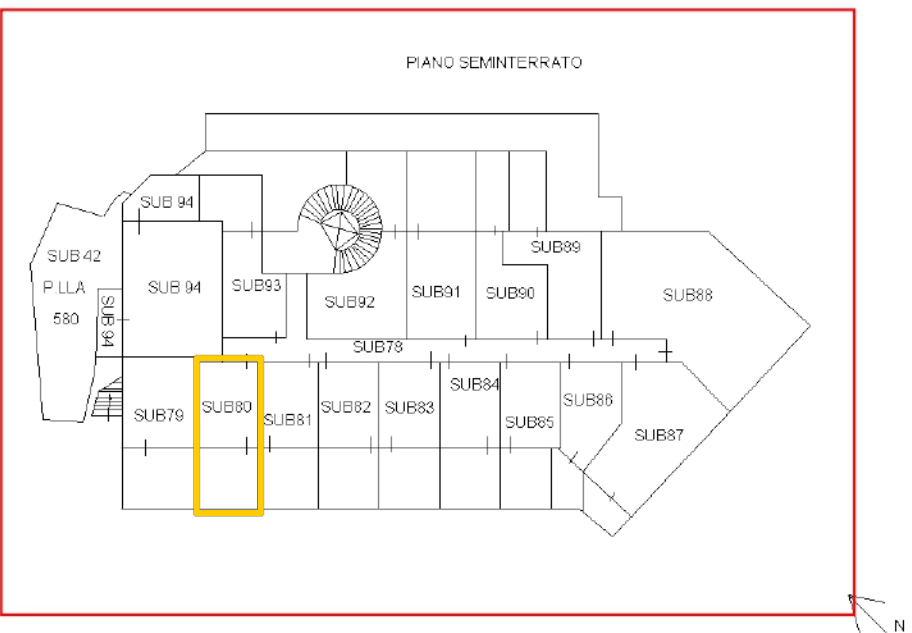 PIANO SEMINTERRATO
SUB 94
SUB 42
P.LLA
580
SUB 94
SUB 94
SUB93
SUB92
SUB91
SUB90
SUB89
SUB88
SUB78
SUB79
SUB80
SUB81
SUB82
SUB83
SUB84
SUB85
SUB86
SUB87
N